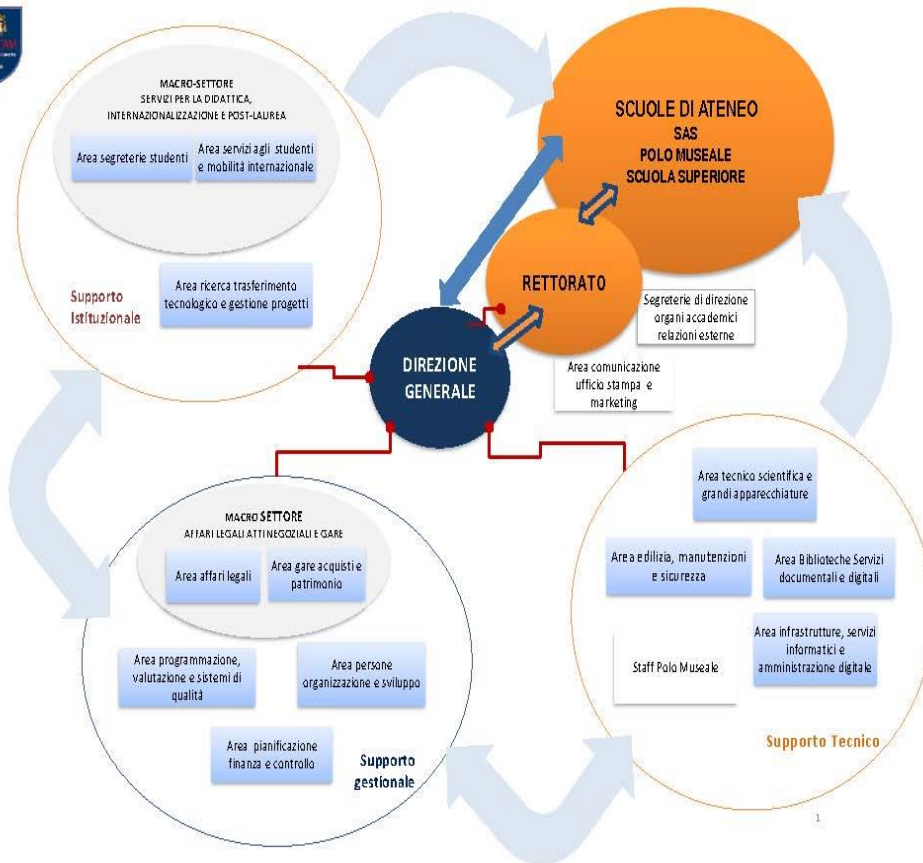 MACRO-SETTORE
SERVIZI PER LA DIDATTICA,
INTERNAZIONALIZZAZIONE E POST-LAUREA
Area segreterie studenti
Area servizi agli studenti
e mobilità internazionale
Area ricerca trasferimento
tecnologico e gestione progetti
Supporto
Istituzionale
SCUOLE DI ATENEO
SAS
POLO MUSEALE
SCUOLA SUPERIORE
RETTORATO
Segreterie di direzione
organi accademici
relazioni esterne
DIREZIONE
GENERALE
Area comunicazione
ufficio stampa e
marketing
MACRO SETTORE
AFFARI LEGALI ATTI NEGOZIALI E GARE
Area affari legali
Area gare acquisti e
patrimonio
Area programmazione,
valutazione e sistemi di
qualità
Area persone
organizzazione e sviluppo
Area pianificazione
finanza e controllo
Supporto
gestionale
Area tecnico scientifica e
grandi apparecchiature
Area edilizia, manutenzioni
e sicurezza
Area Biblioteche Servizi
documentali e digitali
Area infrastrutture, servizi
informatici e
amministrazione digitale
Staff Polo Museale
Supporto Tecnico
1